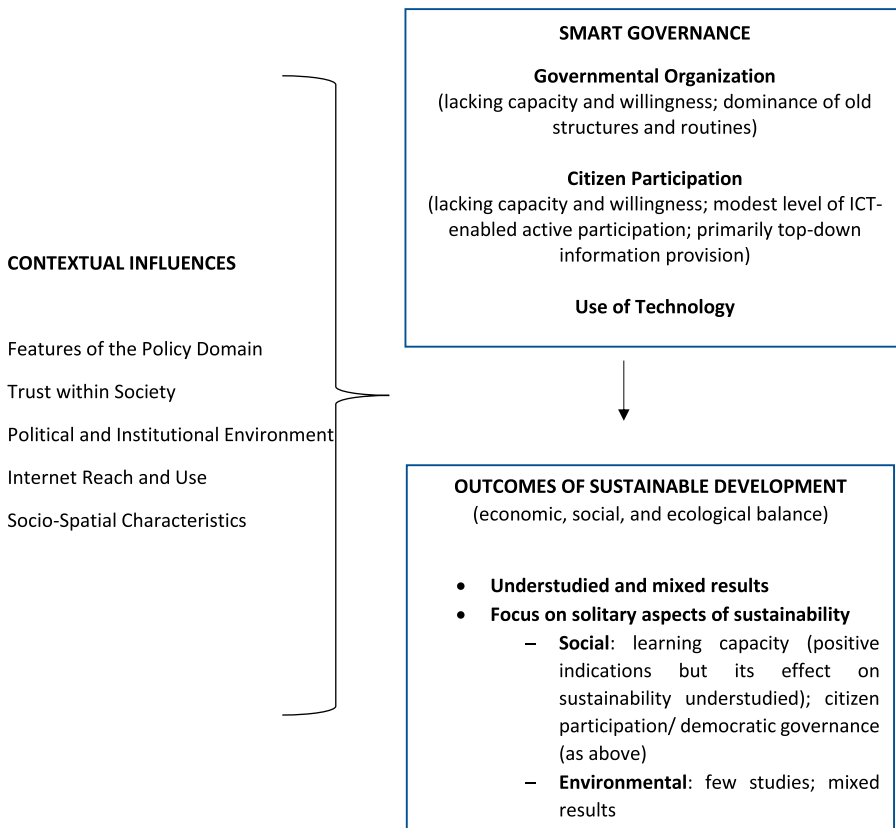 CONTEXTUAL INFLUENCES
Features of the Policy Domain
Trust within Society
Political and Institutional Environment
Internet Reach and Use
Socio-Spatial Characteristics
SMART GOVERNANCE
Governmental Organization
(lacking capacity and willingness; dominance of old
structures and routines)
Citizen Participation
(lacking capacity and willingness; modest level of ICT-
enabled active participation; primarily top-down
information provision)
Use of Technology
OUTCOMES OF SUSTAINABLE DEVELOPMENT
(economic, social, and ecological balance)
• Understudied and mixed results
• Focus on solitary aspects of sustainability
– Social: learning capacity (positive
indications but its effect on
sustainability understudied); citizen
participation/ democratic governance
(as above)
– Environmental: few studies; mixed
results